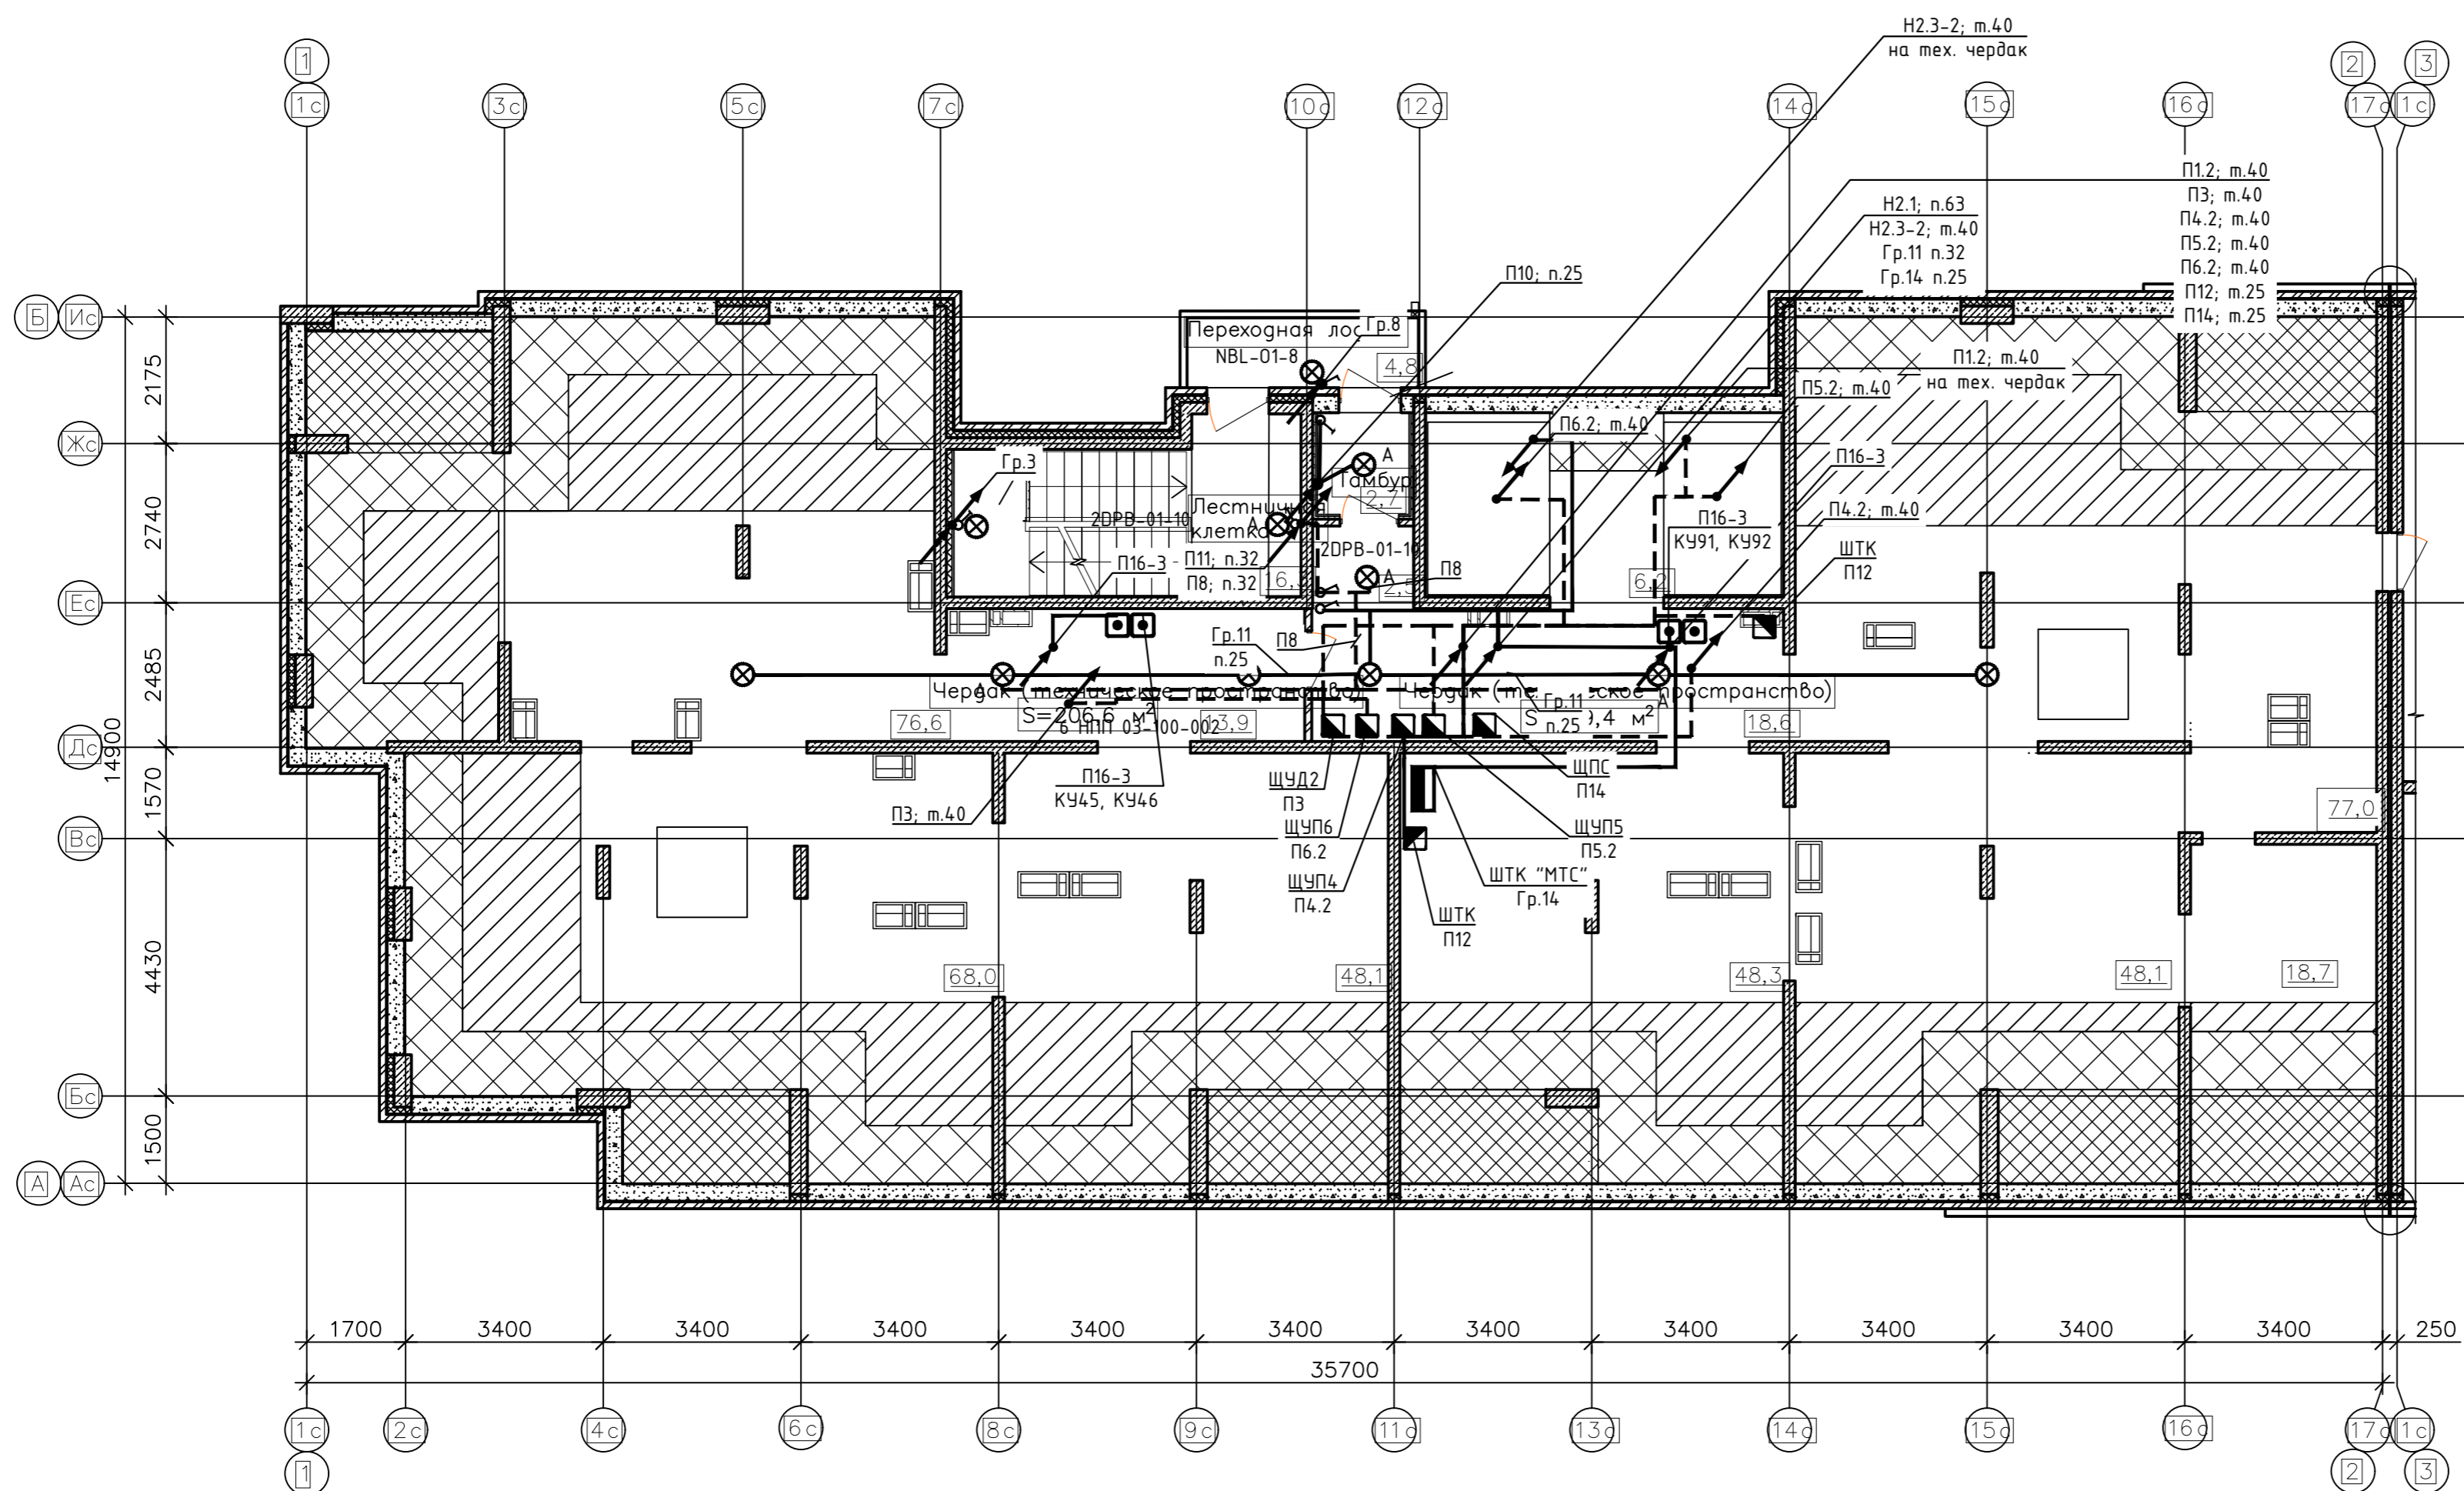 Н2.3-2; т.40
на тех. чердак
1
2
3
1с
3с
5с
7с
10с
12с
14с
15с
16с
17с
1с
П1.2; т.40
П3; т.40
П4.2; т.40
П5.2; т.40
П6.2; т.40
П12; т.25
П14; т.25
Н2.1; п.63
Н2.3-2; т.40
Гр.11 п.32
Гр.14 п.25
П10; п.25
Б
Ис
Переходная
Гр.8
NBL-01-8
4,8
П1.2; т.40
на тех. чердак
П5.2; т.40
2175
Жс
П6.2; т.40
П16-3
Гр.3
А
Тамбур
2,7
Лестничная
клетка
А
2DPB-01-10
2740
П16-3
КУ91, КУ92
П4.2; т.40
ШТК
П12
2DPB-01-10
П16-3
П11; п.32
П8; п.32
А
П8
6,2
Ес
Гр.11
п.25
П8
2485
14900
А
Чердак (техническое пространство)
S=206,6 м²
6 НПП 03-100-002
76,6
13,9
Гр.11
п.25
А
18,6
Дс
1570
П16-3
КУ45, КУ46
П3; т.40
ЩУД2
П3
ЩПС
П14
77,0
Вс
ЩУП6
П6.2
ЩУП5
П5.2
ЩУП4
П4.2
ШТК "МТС"
Гр.14
ШТК
П12
4430
68,0
48,1
48,3
48,1
18,7
Бс
1500
А
Ас
1700
3400
3400
3400
3400
3400
3400
3400
3400
3400
3400
250
35700
1с
2с
4с
6с
8с
9с
11с
13с
14с
15с
16с
17с
1с
1
2
3